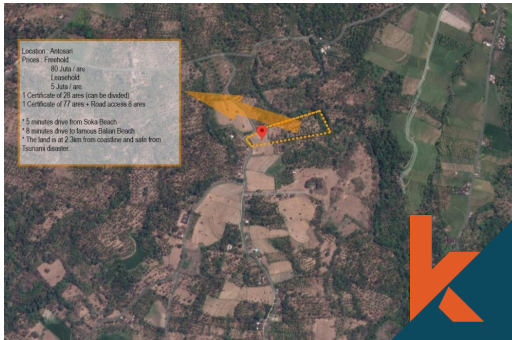 Location : Antosari
Prices : Freehold
80 Juta / are
Leasehold
5 Juta / are
1 Certificate of 28 ares (can be divided)
1 Certificate of 77 ares + Road access 6 ares
* 5 minutes drive from Soka Beach
* 8 minutes drive to famous Balian Beach
* The land is at 2.3km from coastline and safe from
Tsunami disaster.